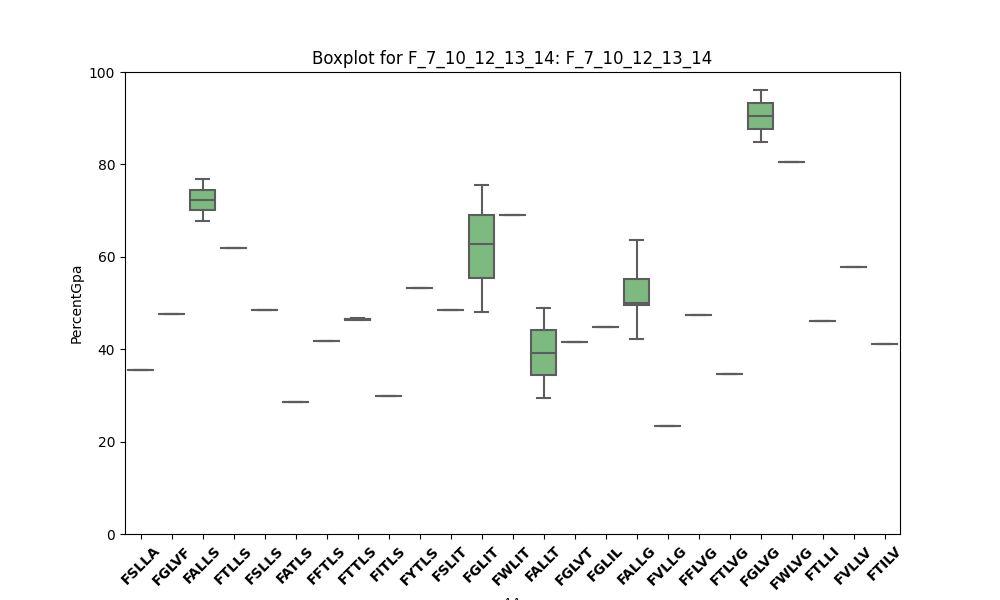 Boxplot for F_7_10_12_13_14: F_7_10_12_13_14
PercentGpa
100
80
60
40
20
0
FSLLA
FGLVF
FALLS
FTLLS
FSLLS
FATLS
FFTLS
FTTLS
FITLS
FYTLS
FSLIT
FGLIT
FWLIT
FALLT
FGLVT
FGLIL
FALLG
FVLLG
FFLVG
FTLVG
FGLVG
FWLVG
FTLLI
FVLLV
FTILV